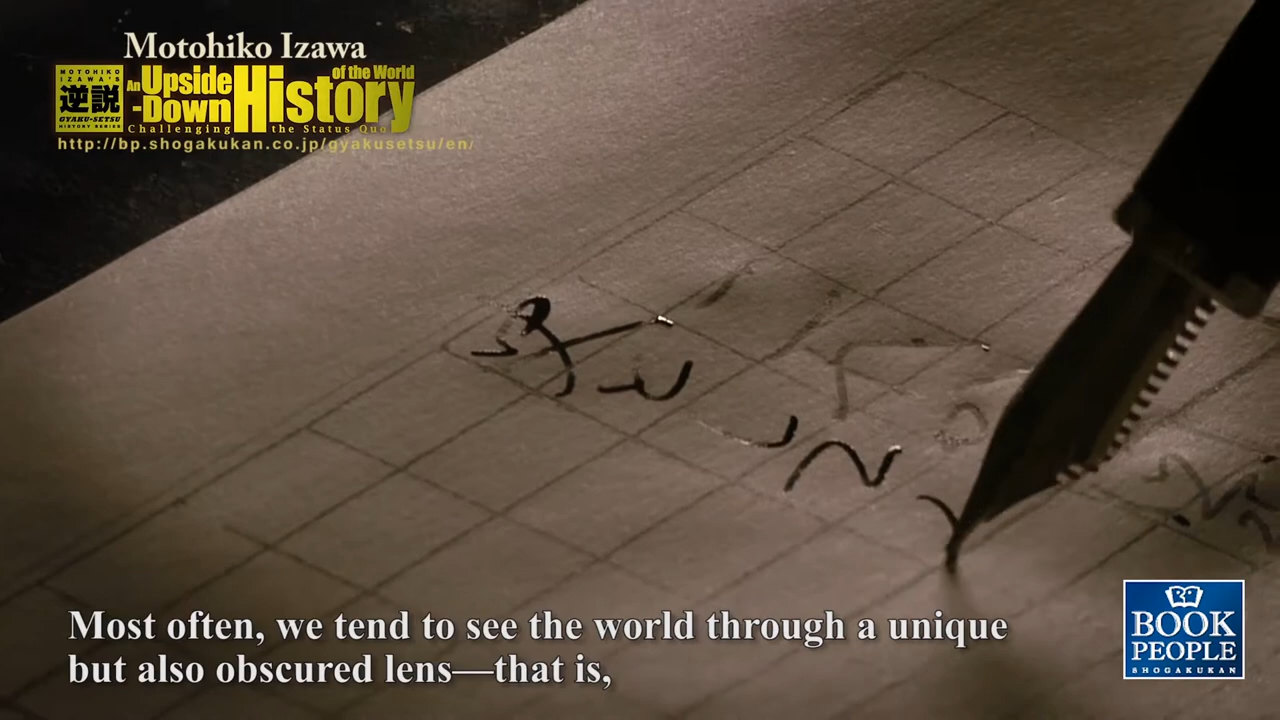 Motohiko Izawa
MOTOHIKO
IZAWA'S
逆説
GYAKU-SETSU
HISTORY SERIES
An Upside-Down History of the World
Challenging the Status Quo
http://bp.shogakukan.co.jp/gyakusetsu/en/
Most often, we tend to see the world through a unique
but also obscured lens—that is,
BOOK
PEOPLE
SHOGAKUKAN